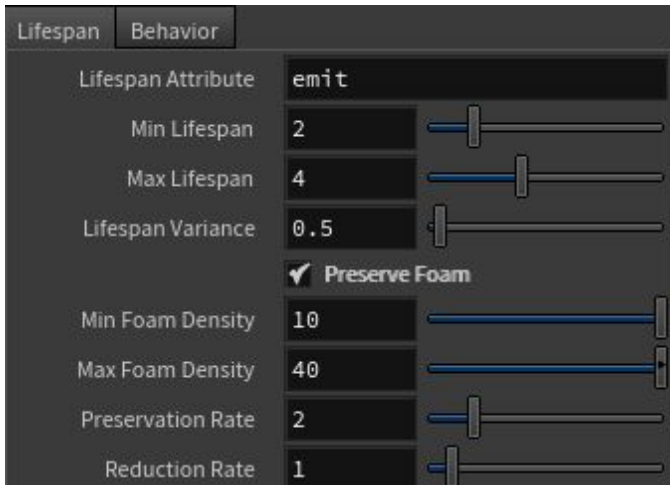 Lifespan Behavior
Lifespan Attribute emit
Min Lifespan 2
Max Lifespan 4
Lifespan Variance 0.5
Preserve Foam
Min Foam Density 10
Max Foam Density 40
Preservation Rate 2
Reduction Rate 1